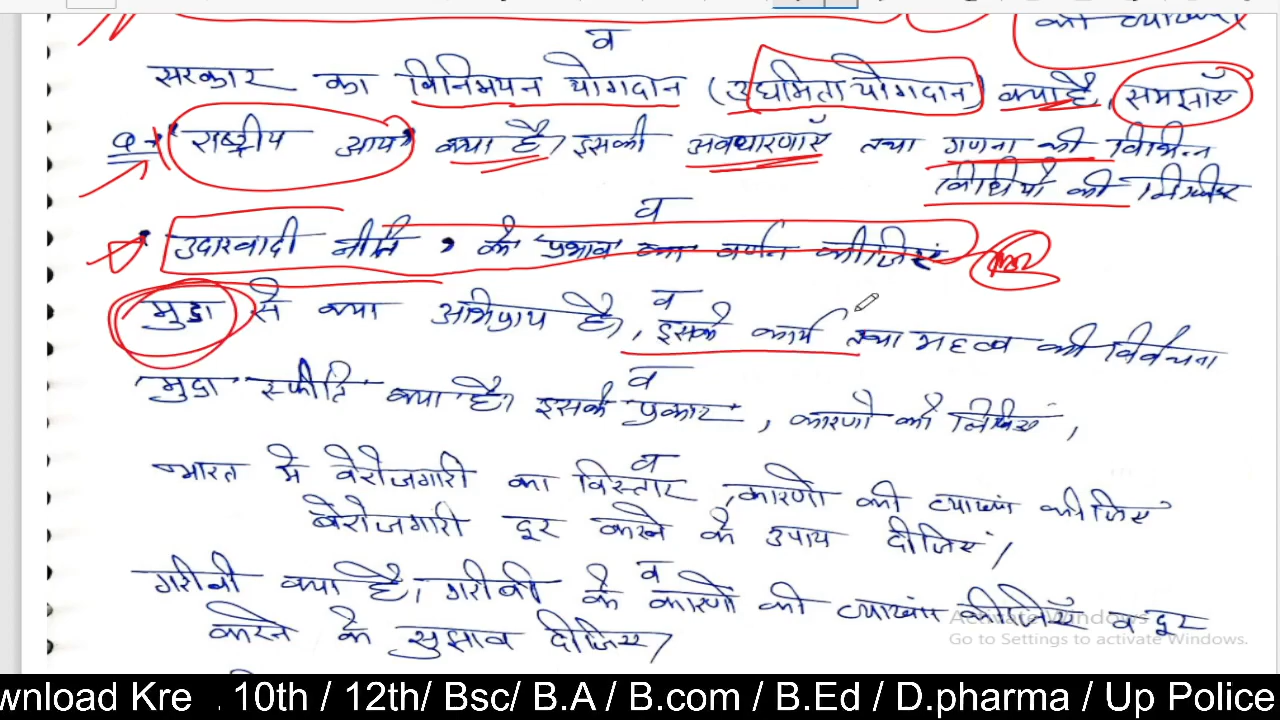 की व्याख्या
व
सरकार का विनिमयन योगदान (उद्यमिता योगदान) क्या है, समझाएँ
Q → "राष्ट्रीय आय" क्या है, इसकी अवधारणाएँ तथा गणना की विभिन्न
विधियों की
व
"उदारवादी नीति" के प्रभाव का वर्णन कीजिए
व
मुद्रा से क्या अभिप्राय है, इसके कार्य तथा महत्व की विवेचना
व
मुद्रा स्फीति क्या है। इसके प्रकार, कारणो को लिखिए,
व
भारत मे बेरोजगारी का विस्तार, कारणो की व्याख्या कीजिए
बेरोजगारी दूर करने के उपाय दीजिए।
व
गरीबी क्या है, गरीबी के कारणो की व्याख्या कीजिए व दूर
करने के सुझाव दीजिए।
Activate Windows
Go to Settings to activate Windows.
wnload Kre . 10th / 12th/ Bsc/ B.A / B.com / B.Ed / D.pharma / Up Police